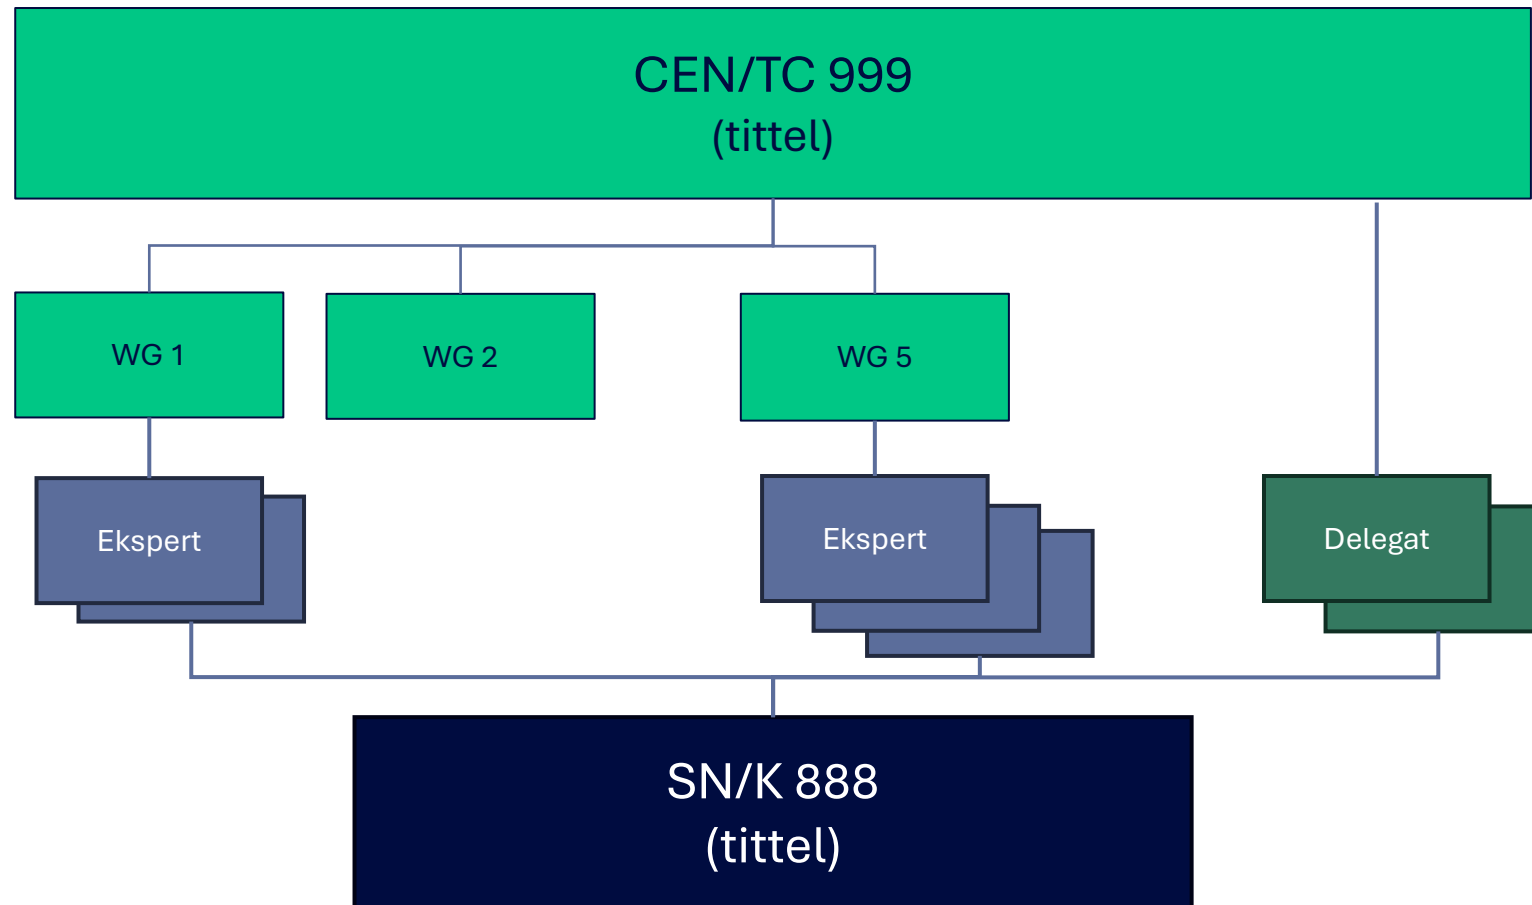 CEN/TC 999
(tittel)
WG 1
WG 2
WG 5
Ekspert
Ekspert
Delegat
SN/K 888
(tittel)